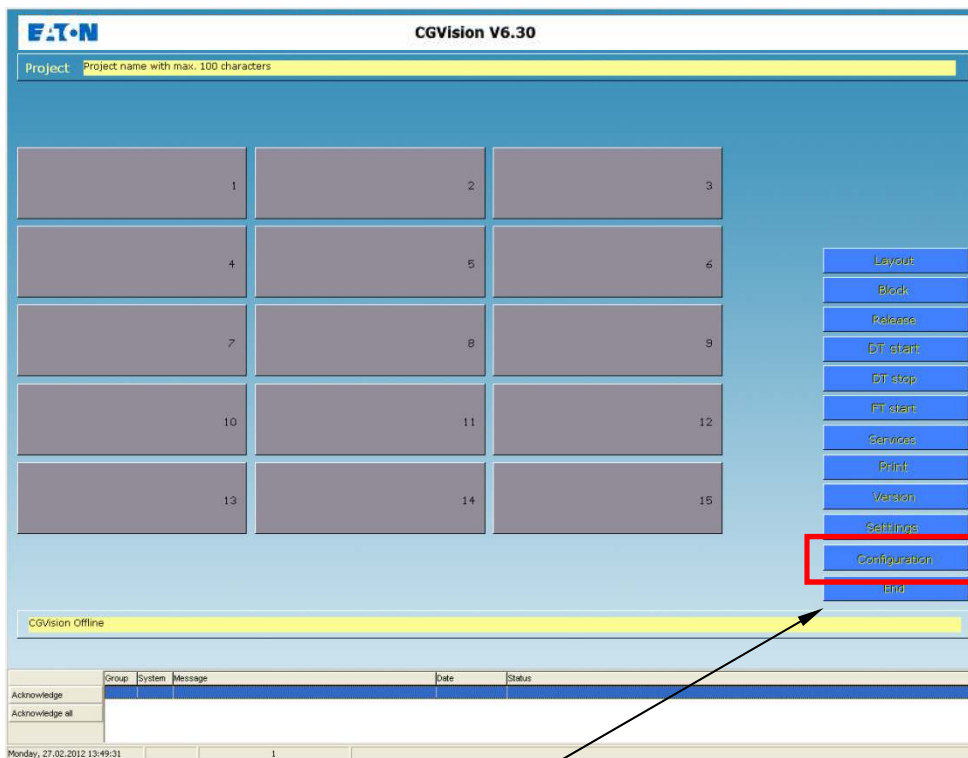 EATON
CGVision V6.30
Project Project name with max. 100 characters
1 2 3
4 5 6
7 8 9
10 11 12
13 14 15
Layout
Block
Release
DT start
DT stop
FT start
Services
Print
Version
Settings
Configuration
End
CGVision Offline
Group System Message Date Status
Acknowledge
Acknowledge all
Monday, 27.02.2012 13:49:31 1